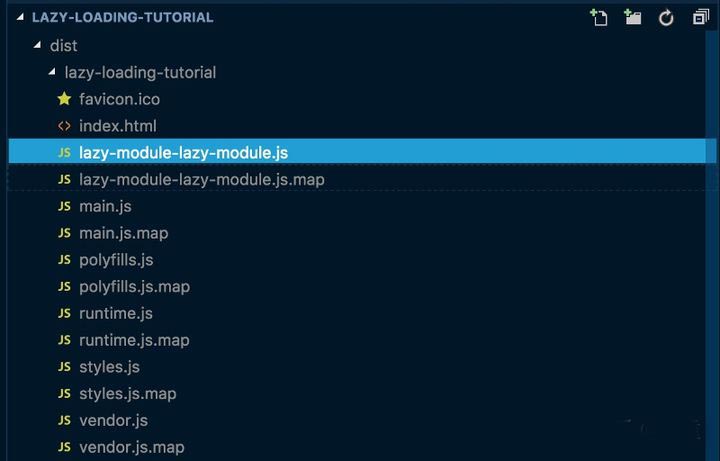 LAZY-LOADING-TUTORIAL
dist
lazy-loading-tutorial
favicon.ico
<> index.html
JS lazy-module-lazy-module.js
JS lazy-module-lazy-module.js.map
JS main.js
JS main.js.map
JS polyfills.js
JS polyfills.js.map
JS runtime.js
JS runtime.js.map
JS styles.js
JS styles.js.map
JS vendor.js
JS vendor.js.map